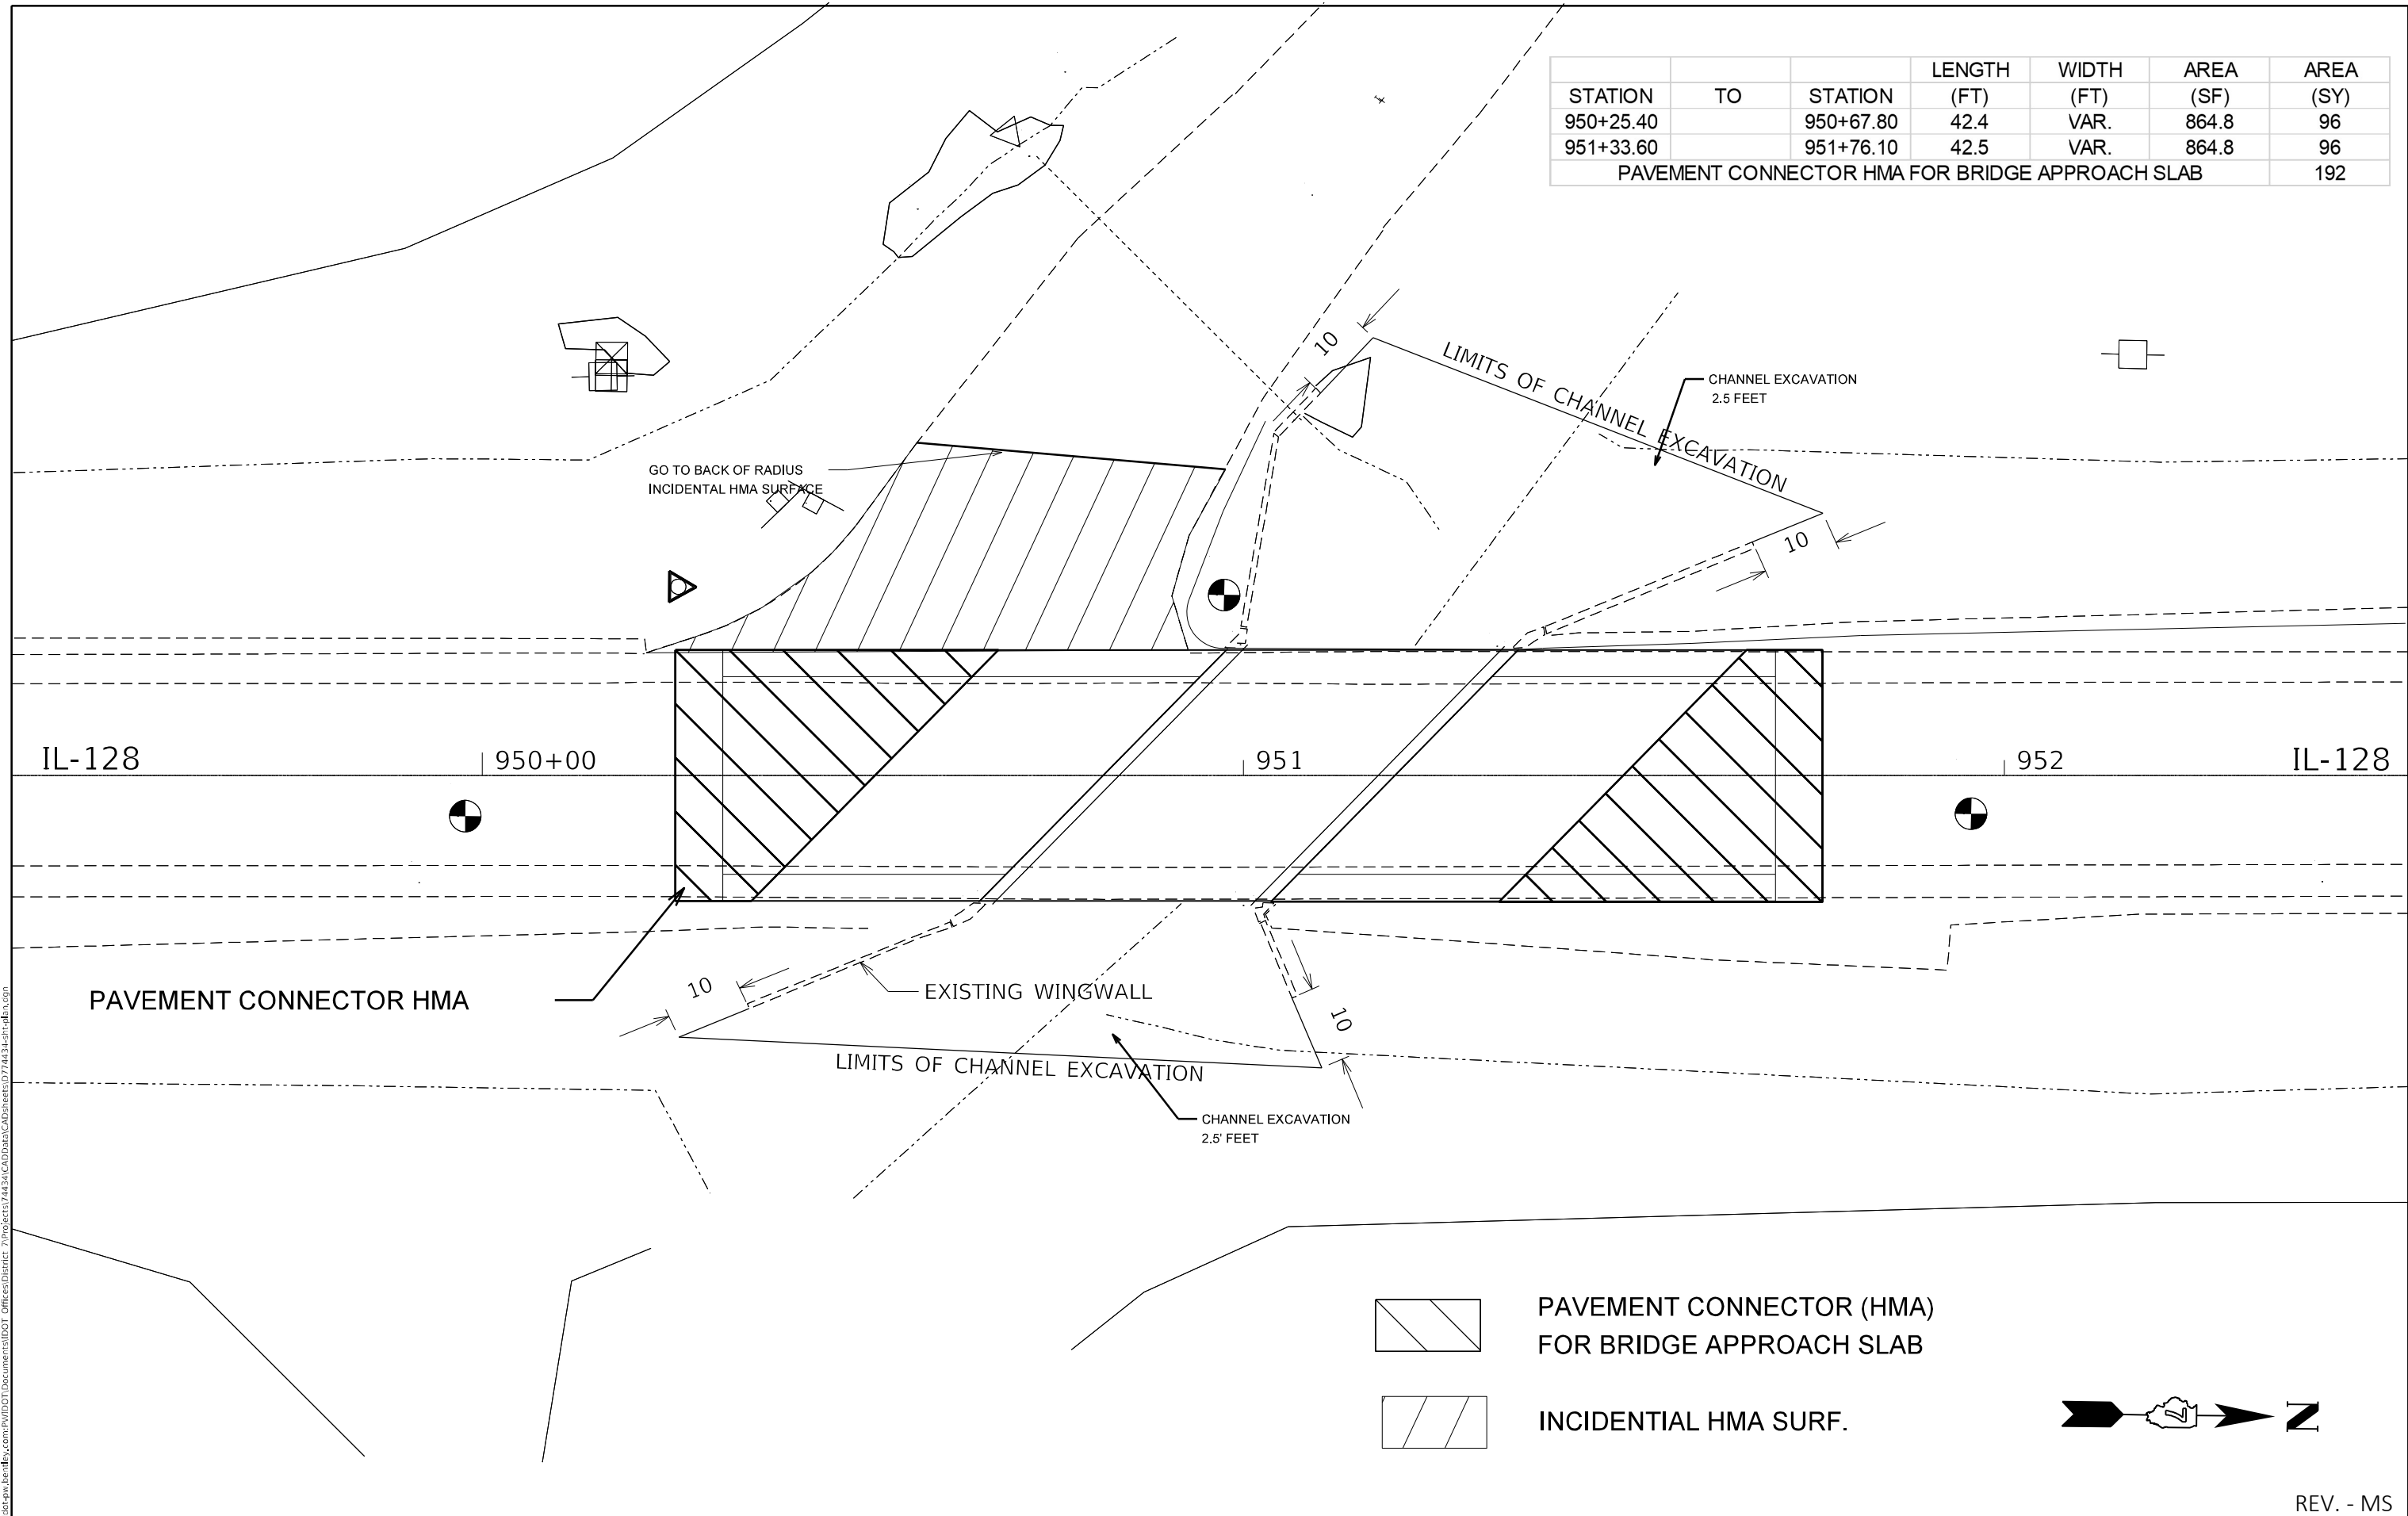 LENGTH WIDTH AREA AREA
STATION TO STATION (FT) (FT) (SF) (SY)
950+25.40 950+67.80 42.4 VAR. 864.8 96
951+33.60 951+76.10 42.5 VAR. 864.8 96
PAVEMENT CONNECTOR HMA FOR BRIDGE APPROACH SLAB 192
10
LIMITS OF CHANNEL EXCAVATION
CHANNEL EXCAVATION
2.5 FEET
GO TO BACK OF RADIUS
INCIDENTAL HMA SURFACE
10
IL-128
950+00
951
952
IL-128
PAVEMENT CONNECTOR HMA
10
EXISTING WINGWALL
10
LIMITS OF CHANNEL EXCAVATION
CHANNEL EXCAVATION
2.5' FEET
PAVEMENT CONNECTOR (HMA)
FOR BRIDGE APPROACH SLAB
INCIDENTIAL HMA SURF.
N
REV. - MS